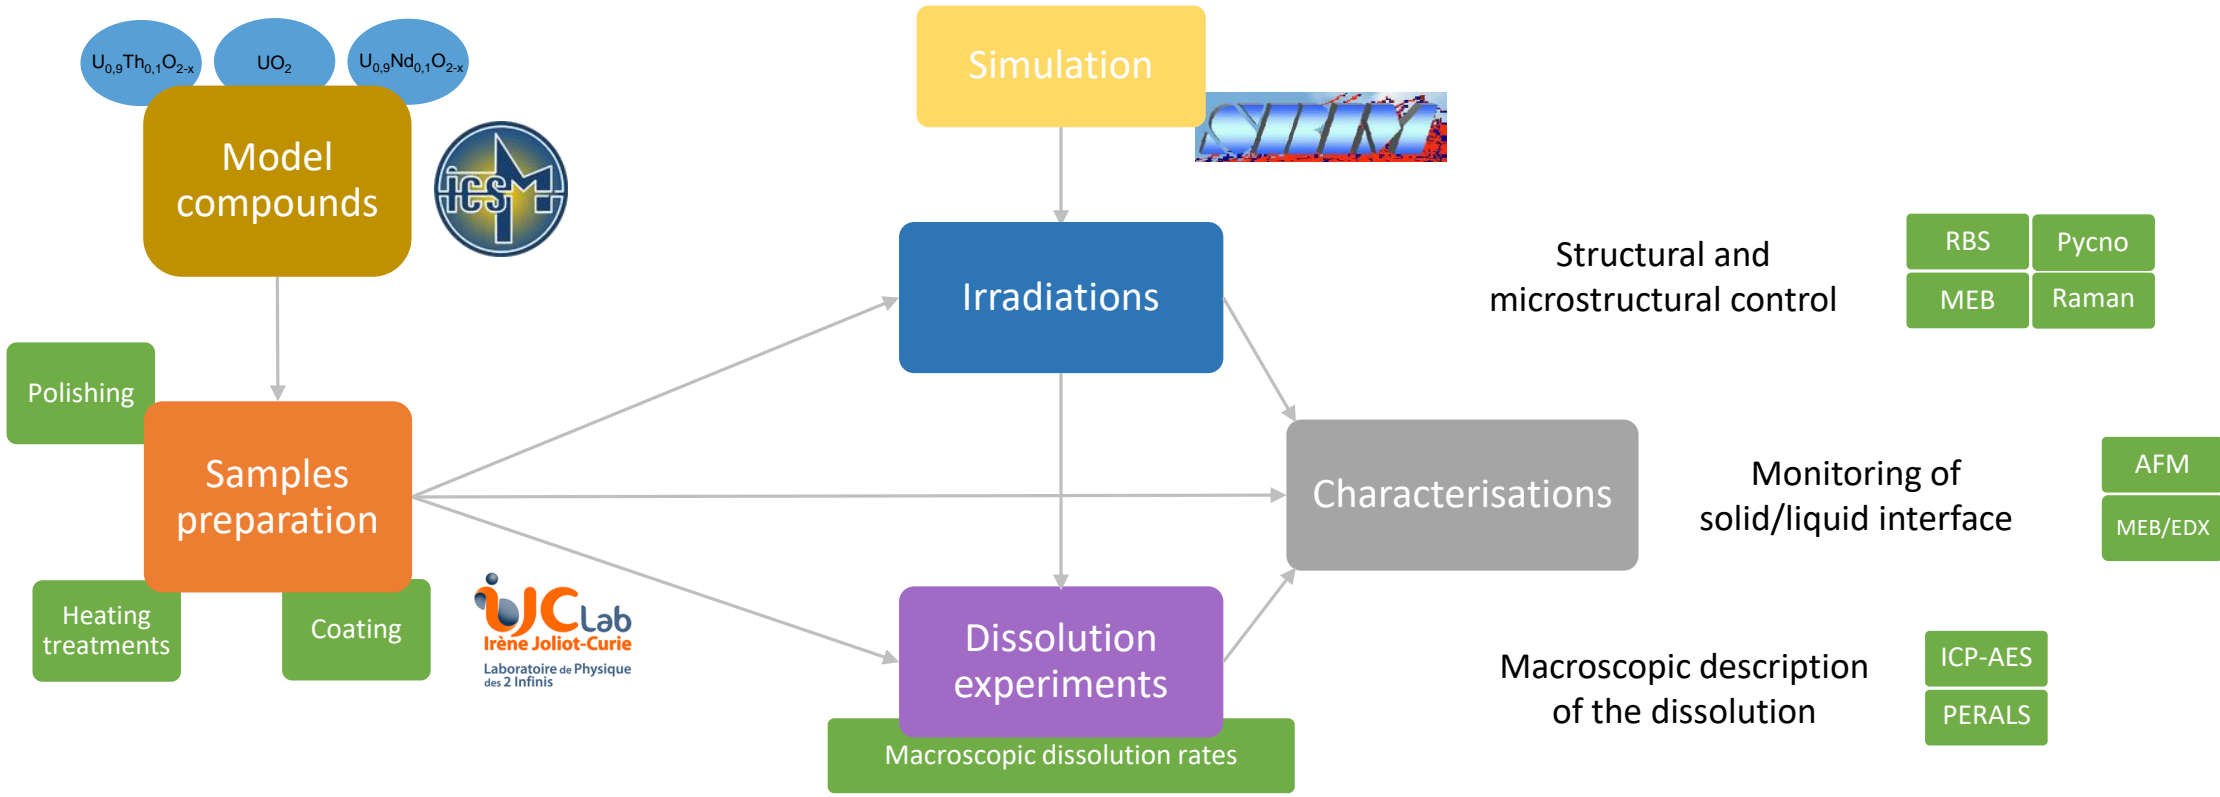 U0,9Th0,1O2-x
UO2
U0,9Nd0,1O2-x
Model
compounds
iCSM
Simulation
Irradiations
Structural and
microstructural control
RBS
Pycno
MEB
Raman
Polishing
Samples
preparation
Heating
treatments
Coating
iJCLab
Irène Joliot-Curie
Laboratoire de Physique
des 2 Infinis
Characterisations
Monitoring of
solid/liquid interface
AFM
MEB/EDX
Dissolution
experiments
Macroscopic dissolution rates
Macroscopic description
of the dissolution
ICP-AES
PERALS